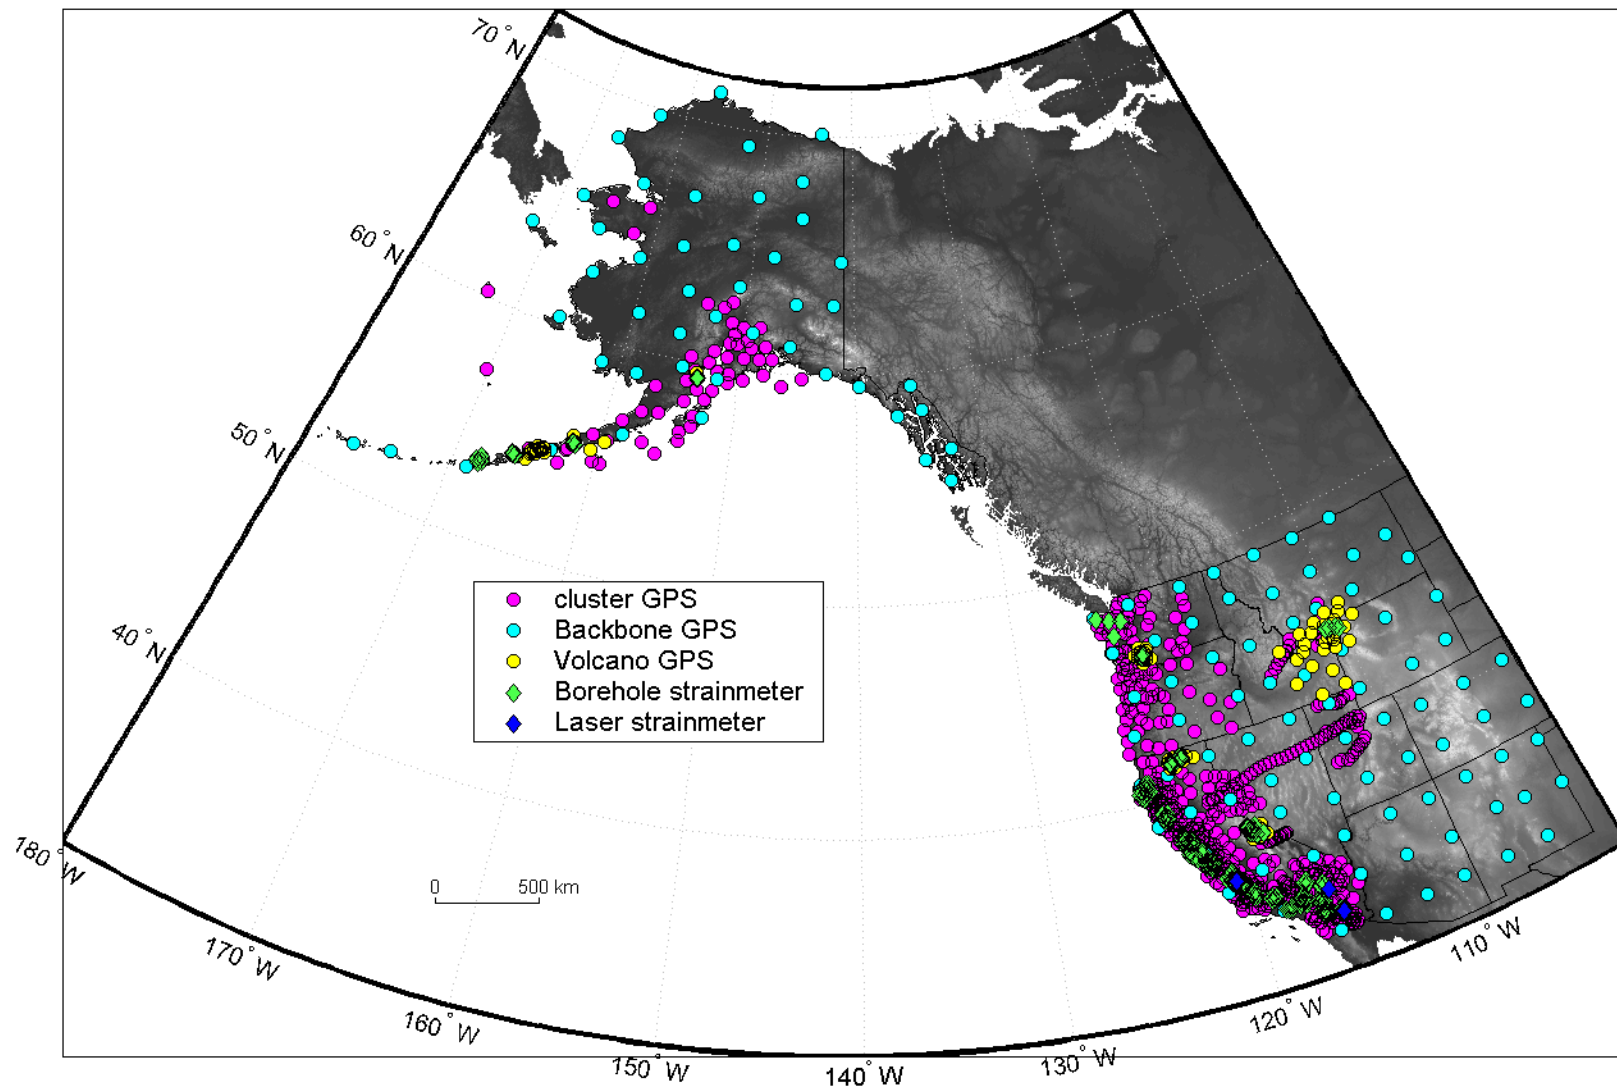 70° N
60° N
50° N
40° N
cluster GPS
Backbone GPS
Volcano GPS
Borehole strainmeter
Laser strainmeter
0 500 km
180° W
170° W
160° W
150° W
140° W
130° W
120° W
110° W